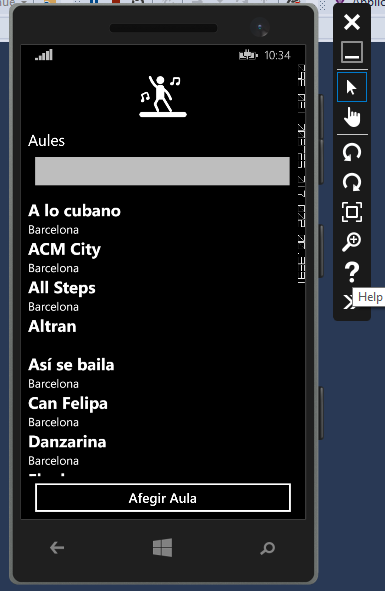 10:34
Aules
A lo cubano
Barcelona
ACM City
Barcelona
All Steps
Barcelona
Altran
Así se baila
Barcelona
Can Felipa
Barcelona
Danzarina
Barcelona
Afegir Aula
?
Help